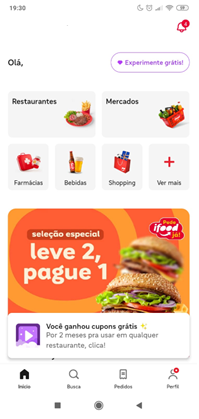 19:30
4
Olá,
Experimente grátis!
Restaurantes
Mercados
Farmácias
Bebidas
Shopping
Ver mais
seleção especial
leve 2,
pague 1
Pede
ifood
já!
Você ganhou cupons grátis ✨
Por 2 meses pra usar em qualquer
restaurante, clica!
Início
Busca
Pedidos
Perfil